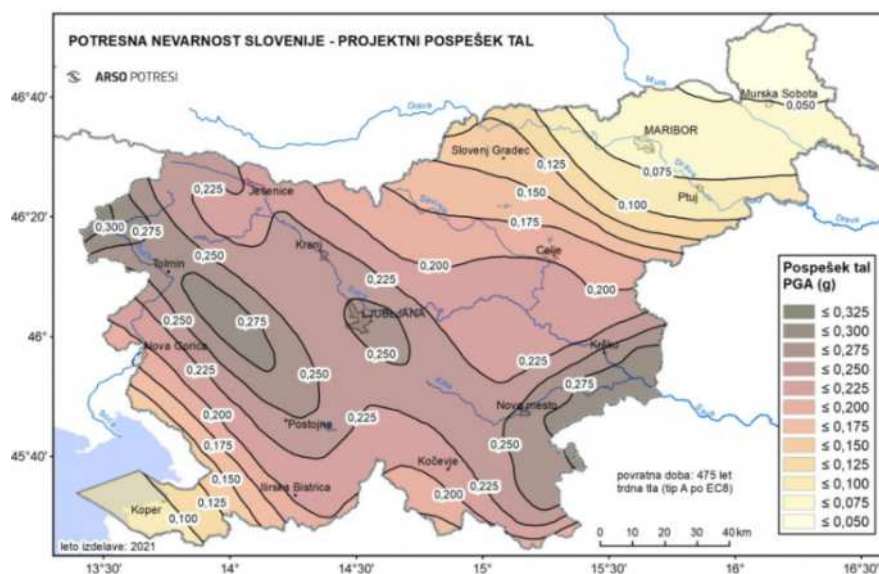 POTRESNA NEVARNOST SLOVENIJE - PROJEKTNI POSPEŠEK TAL
ARSO POTRESI
46°40'
46°20'
46°
45°40'
Mura
Murska Sobota
0,050
Drava
MARIBOR
Slovenj Gradec
0,125
Drava
0,075
Ptuj
0,150
0,100
0,225
Jesenice
Savinja
0,175
Drava
0,300
0,275
Kranj
Celje
0,250
0,200
Tolmin
0,225
0,200
Sava
LJUBLJANA
0,250
0,275
0,250
Nova Gorica
0,225
Krško
0,225
0,250
0,275
Krka
Sava
0,200
0,225
Novo mesto
Postojna
0,175
0,250
Kočevje
0,150
Ilirska Bistrica
0,200
0,225
0,125
Koper
0,100
Pospešek tal
PGA (g)
≤ 0,325
≤ 0,300
≤ 0,275
≤ 0,250
≤ 0,225
≤ 0,200
≤ 0,175
≤ 0,150
≤ 0,125
≤ 0,100
≤ 0,075
≤ 0,050
povratna doba: 475 let
trdna tla (tip A po EC8)
0 10 20 40 km
leto izdelave: 2021
13°30' 14° 14°30' 15° 15°30' 16° 16°30'